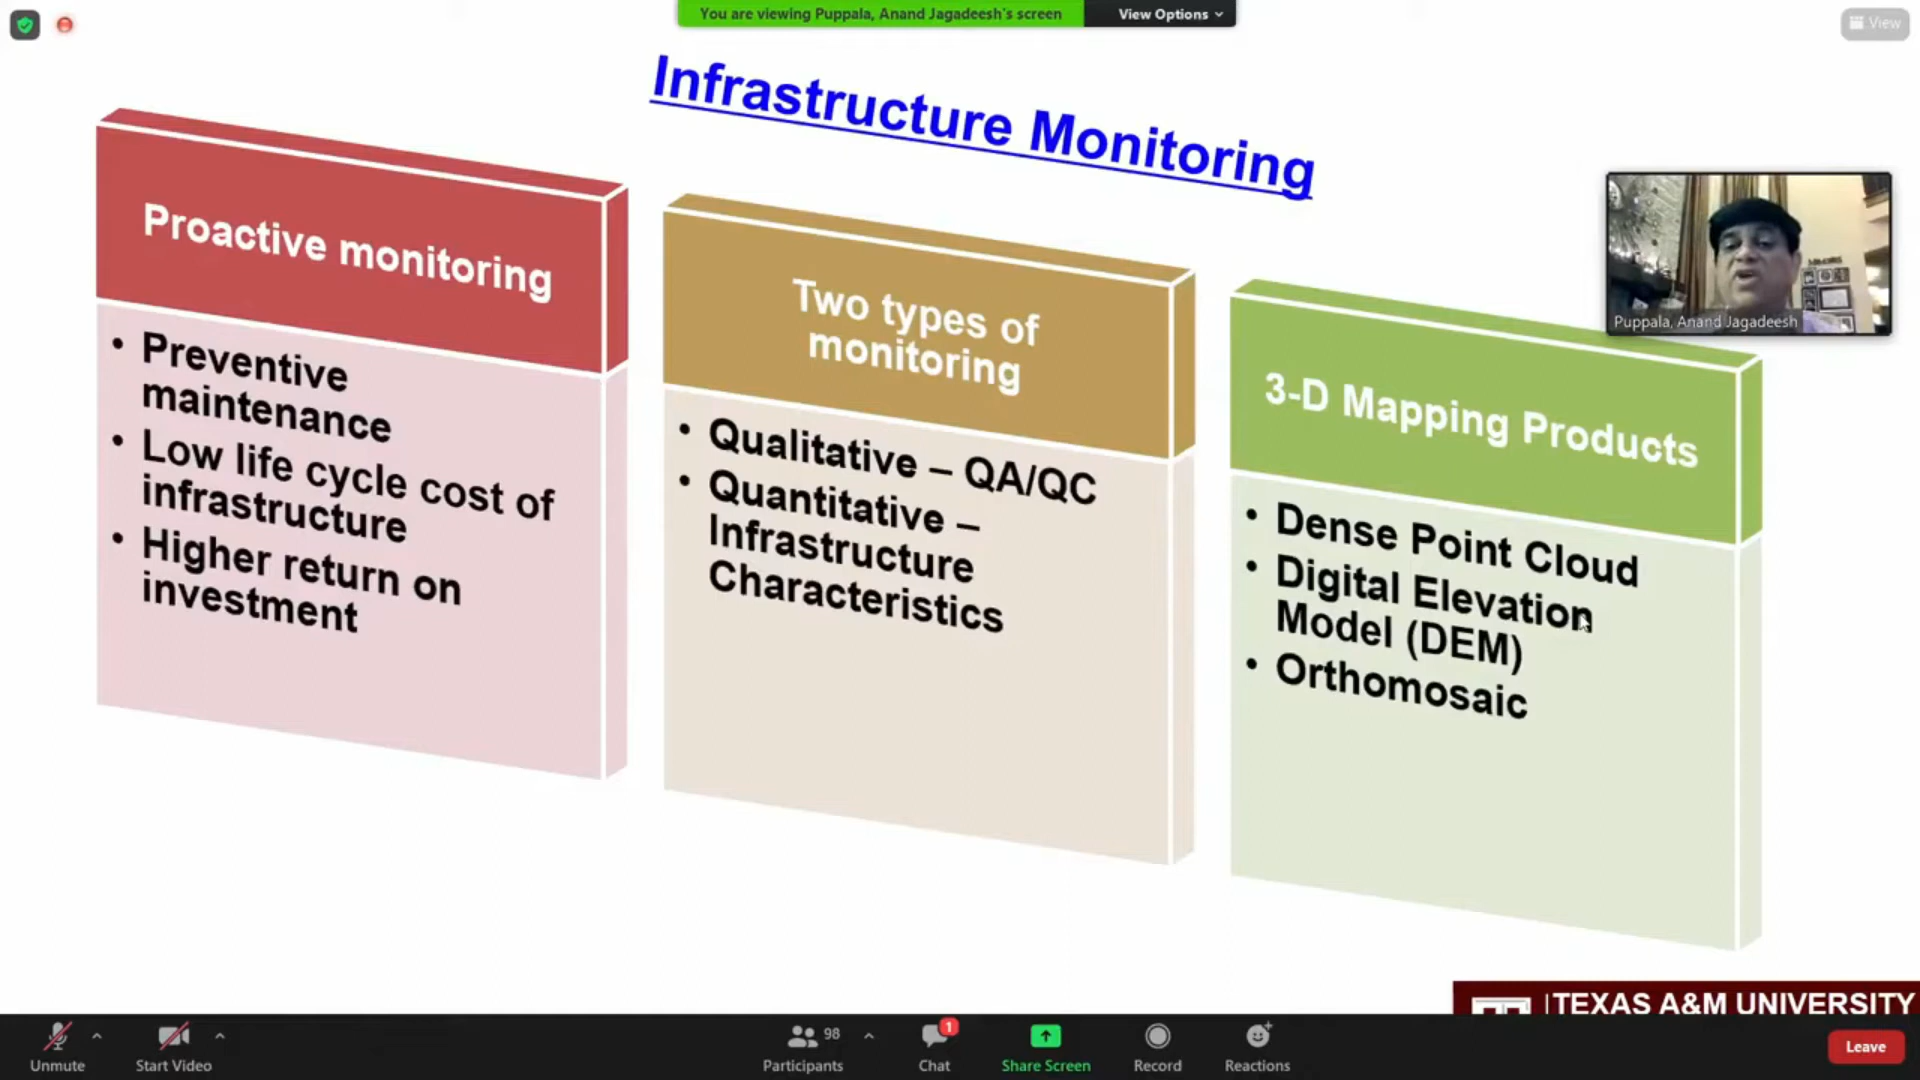 You are viewing Puppala, Anand Jagadeesh's screen
View Options
View
Infrastructure Monitoring
Proactive monitoring
• Preventive
maintenance
• Low life cycle cost of
infrastructure
• Higher return on
investment
Two types of
monitoring
• Qualitative – QA/QC
• Quantitative –
Infrastructure
Characteristics
3-D Mapping Products
• Dense Point Cloud
• Digital Elevation
Model (DEM)
• Orthomosaic
Puppala, Anand Jagadeesh
TEXAS A&M UNIVERSITY
Unmute
Start Video
98
Participants
1
Chat
Share Screen
Record
Reactions
Leave